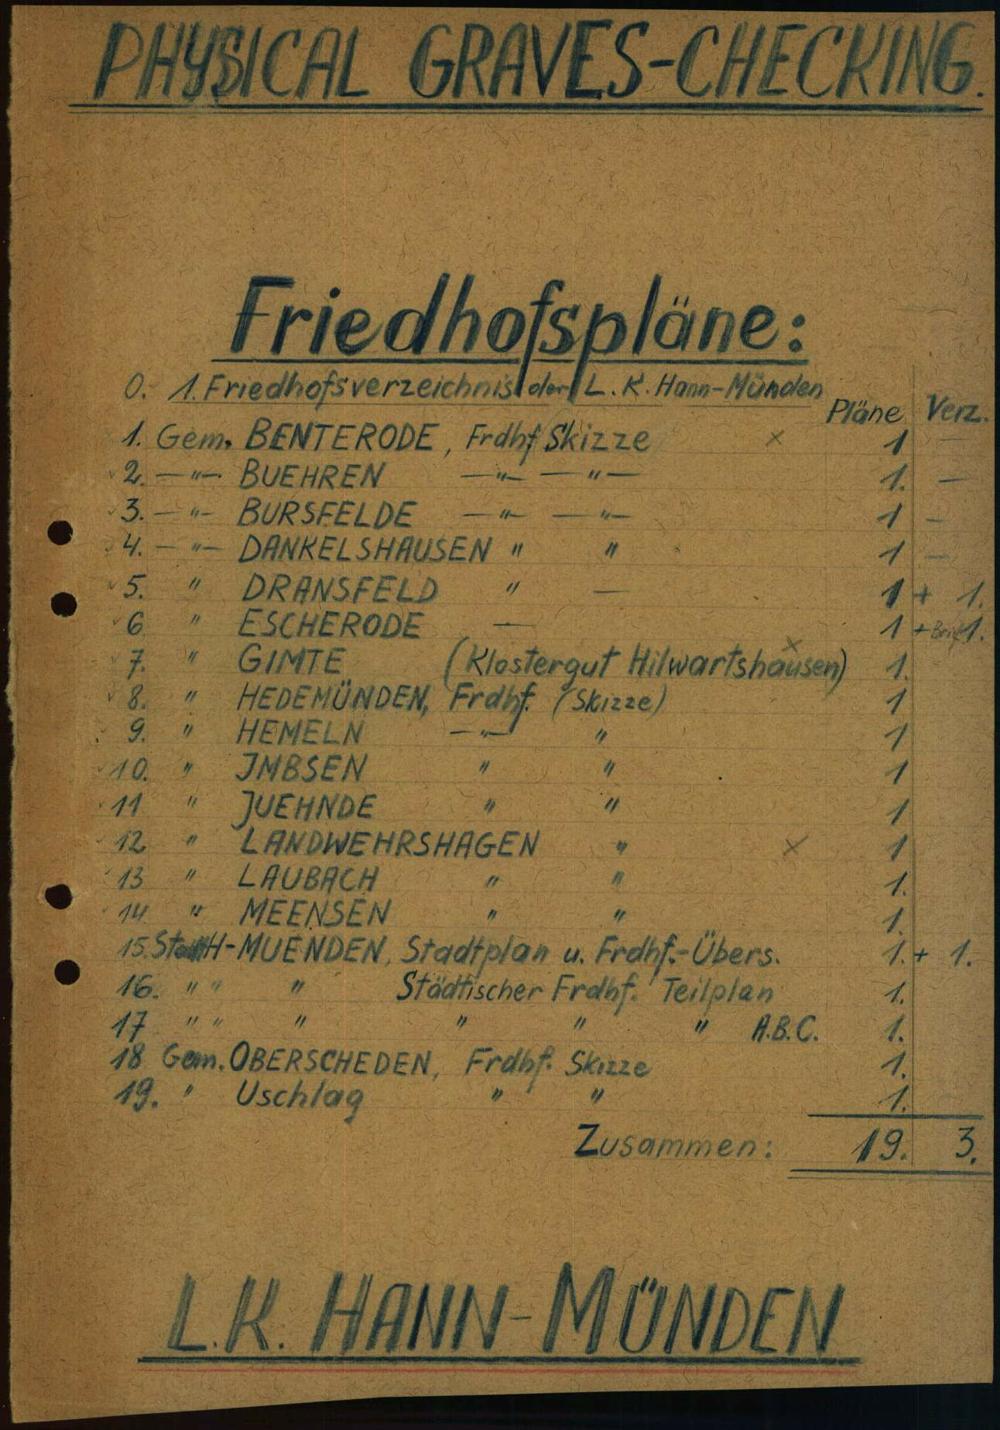 PHYSICAL GRAVES-CHECKING.
Friedhofspläne:
0. 1. Friedhofsverzeichnis der L.K. Hann-Münden
Pläne Verz.
1. Gem. BENTERODE, Frdhf Skizze x 1 —
2. —"— BUEHREN —"— —"— 1. —
3. —"— BURSFELDE —"— —"— 1 —
4. —"— DANKELSHAUSEN " " 1 —
5. " DRANSFELD " — 1 + 1.
6 " ESCHERODE — 1 + Brief 1.
7. " GIMTE (Klostergut Hilwartshausen) x 1.
8. " HEDEMÜNDEN, Frdhf. (Skizze) 1
9. " HEMELN —"— " 1
10. " JMBSEN " " 1
11 " JUEHNDE " " 1
12 " LANDWEHRSHAGEN " x 1
13 " LAUBACH " " 1.
14 " MEENSEN " " 1.
15. Stadt H-MUENDEN, Stadtplan u. Frdhf.-Übers. 1. + 1.
16. " " " Städtischer Frdhf. Teilplan 1.
17 " " " " " " A.B.C. 1.
18 Gem. OBERSCHEDEN, Frdhf. Skizze 1.
19. " Uschlag " " 1.
Zusammen: 19. 3.
L.K. HANN-MÜNDEN